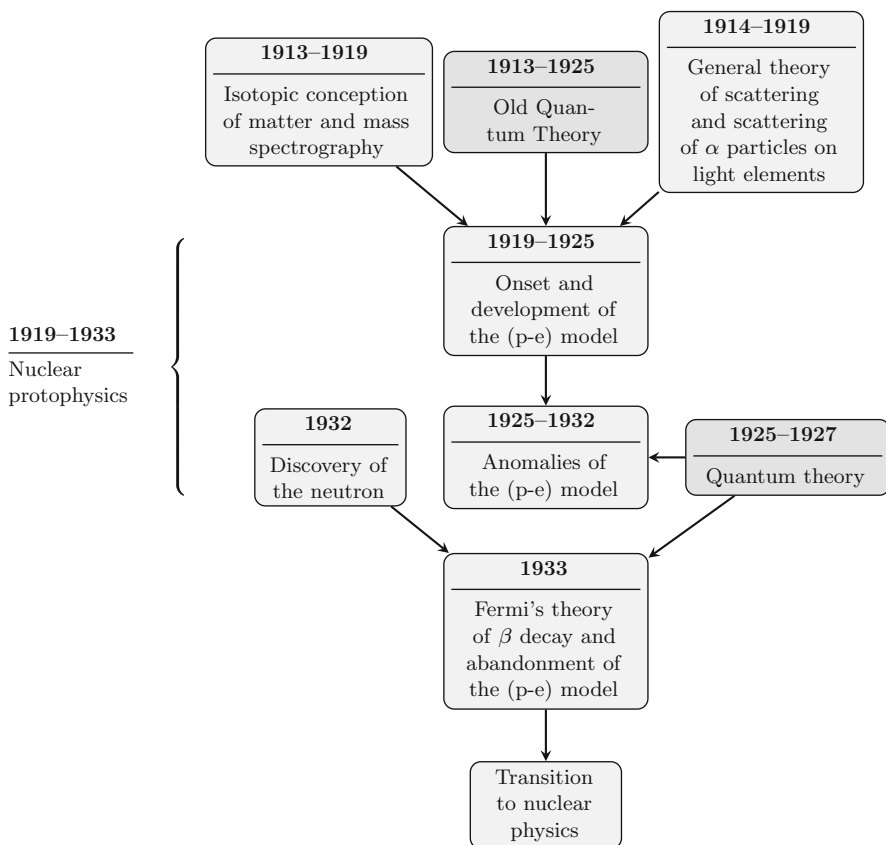 1913–1919
Isotopic conception
of matter and mass
spectrography
1913–1925
Old Quan-
tum Theory
1914–1919
General theory
of scattering
and scattering
of α particles on
light elements
1919–1925
Onset and
development of
the (p-e) model
1919–1933
Nuclear
protophysics
1932
Discovery of
the neutron
1925–1932
Anomalies of
the (p-e) model
1925–1927
Quantum theory
1933
Fermi's theory
of β decay and
abandonment of
the (p-e) model
Transition
to nuclear
physics